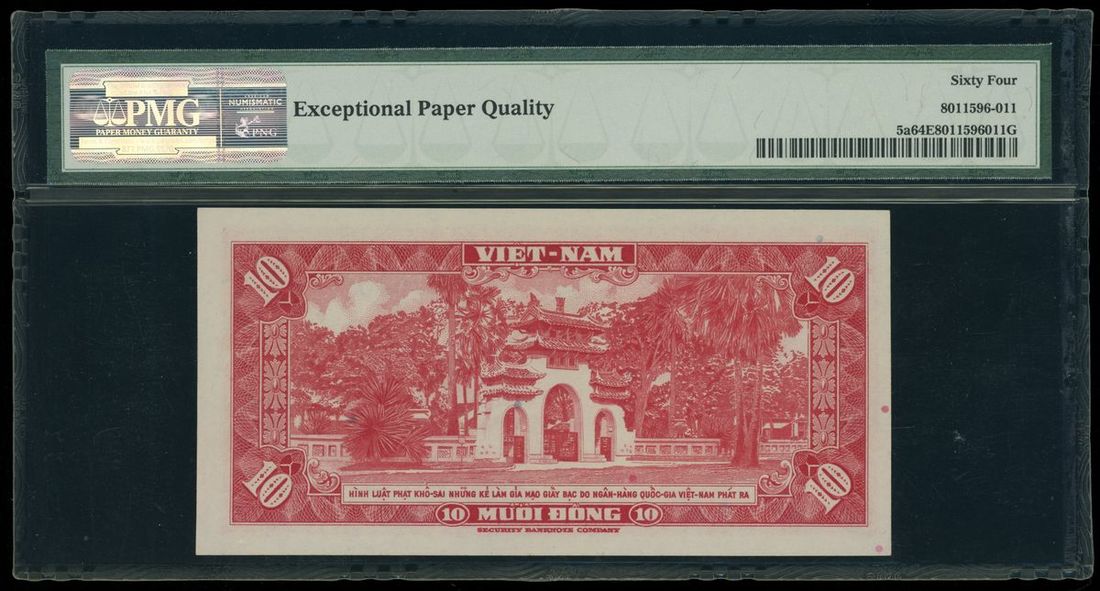 PMG
PAPER MONEY GUARANTY
NUMISMATIC
PNG
Exceptional Paper Quality
Sixty Four
8011596-011
5a64E8011596011G
VIỆT-NAM
10
10
10
10
HÌNH LUẬT PHẠT KHỔ-SAI NHỮNG KẺ LÀM GIẢ MẠO GIẤY BẠC DO NGÂN-HÀNG QUỐC-GIA VIỆT-NAM PHÁT RA
10 MƯỜI ĐỒNG 10
SECURITY BANKNOTE COMPANY